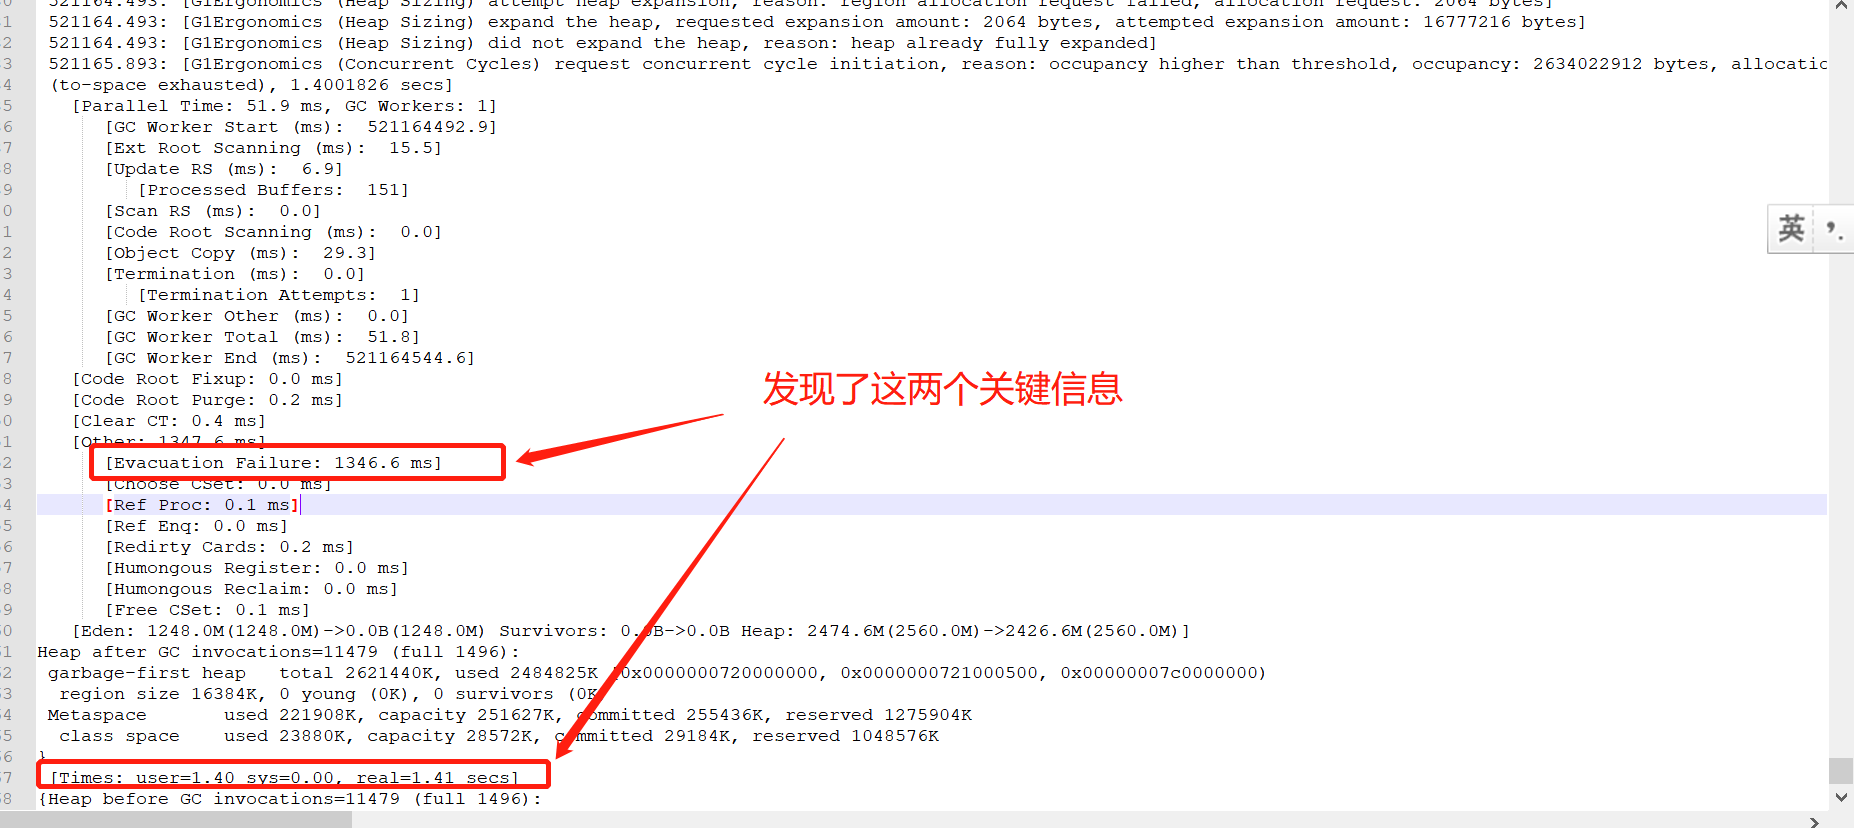 521164.493: [G1Ergonomics (Heap Sizing) attempt heap expansion, reason: region allocation request failed, allocation request: 2064 bytes]
521164.493: [G1Ergonomics (Heap Sizing) expand the heap, requested expansion amount: 2064 bytes, attempted expansion amount: 16777216 bytes]
521164.493: [G1Ergonomics (Heap Sizing) did not expand the heap, reason: heap already fully expanded]
521165.893: [G1Ergonomics (Concurrent Cycles) request concurrent cycle initiation, reason: occupancy higher than threshold, occupancy: 2634022912 bytes, allocatio
(to-space exhausted), 1.4001826 secs]
[Parallel Time: 51.9 ms, GC Workers: 1]
[GC Worker Start (ms): 521164492.9]
[Ext Root Scanning (ms): 15.5]
[Update RS (ms): 6.9]
[Processed Buffers: 151]
[Scan RS (ms): 0.0]
[Code Root Scanning (ms): 0.0]
[Object Copy (ms): 29.3]
[Termination (ms): 0.0]
[Termination Attempts: 1]
[GC Worker Other (ms): 0.0]
[GC Worker Total (ms): 51.8]
[GC Worker End (ms): 521164544.6]
[Code Root Fixup: 0.0 ms]
[Code Root Purge: 0.2 ms]
[Clear CT: 0.4 ms]
[Other: 1347.6 ms]
[Evacuation Failure: 1346.6 ms]
[Choose CSet: 0.0 ms]
[Ref Proc: 0.1 ms]
[Ref Enq: 0.0 ms]
[Redirty Cards: 0.2 ms]
[Humongous Register: 0.0 ms]
[Humongous Reclaim: 0.0 ms]
[Free CSet: 0.1 ms]
[Eden: 1248.0M(1248.0M)->0.0B(1248.0M) Survivors: 0.0B->0.0B Heap: 2474.6M(2560.0M)->2426.6M(2560.0M)]
Heap after GC invocations=11479 (full 1496):
garbage-first heap total 2621440K, used 2484825K [0x0000000720000000, 0x0000000721000500, 0x00000007c0000000)
region size 16384K, 0 young (0K), 0 survivors (0K)
Metaspace used 221908K, capacity 251627K, committed 255436K, reserved 1275904K
class space used 23880K, capacity 28572K, committed 29184K, reserved 1048576K
}
[Times: user=1.40 sys=0.00, real=1.41 secs]
{Heap before GC invocations=11479 (full 1496):
发现了这两个关键信息
英